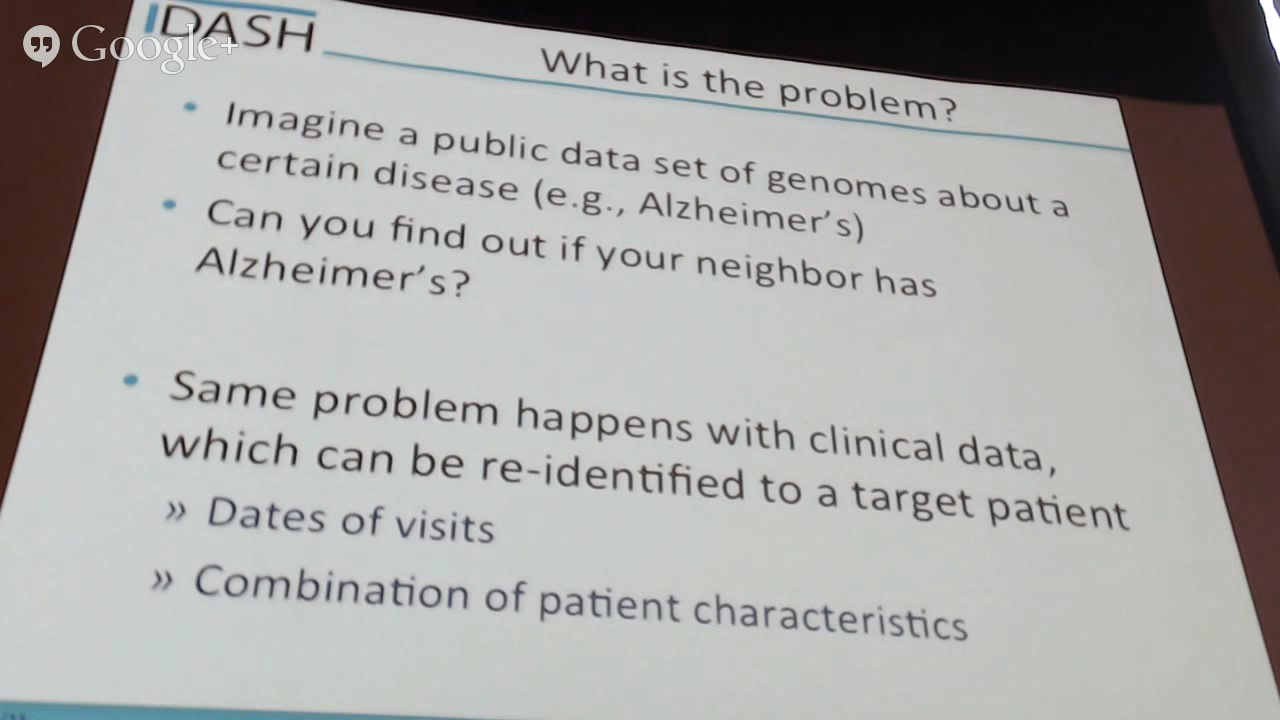 Google+
iDASH
What is the problem?
• Imagine a public data set of genomes about a
certain disease (e.g., Alzheimer's)
• Can you find out if your neighbor has
Alzheimer's?
• Same problem happens with clinical data,
which can be re-identified to a target patient
» Dates of visits
» Combination of patient characteristics